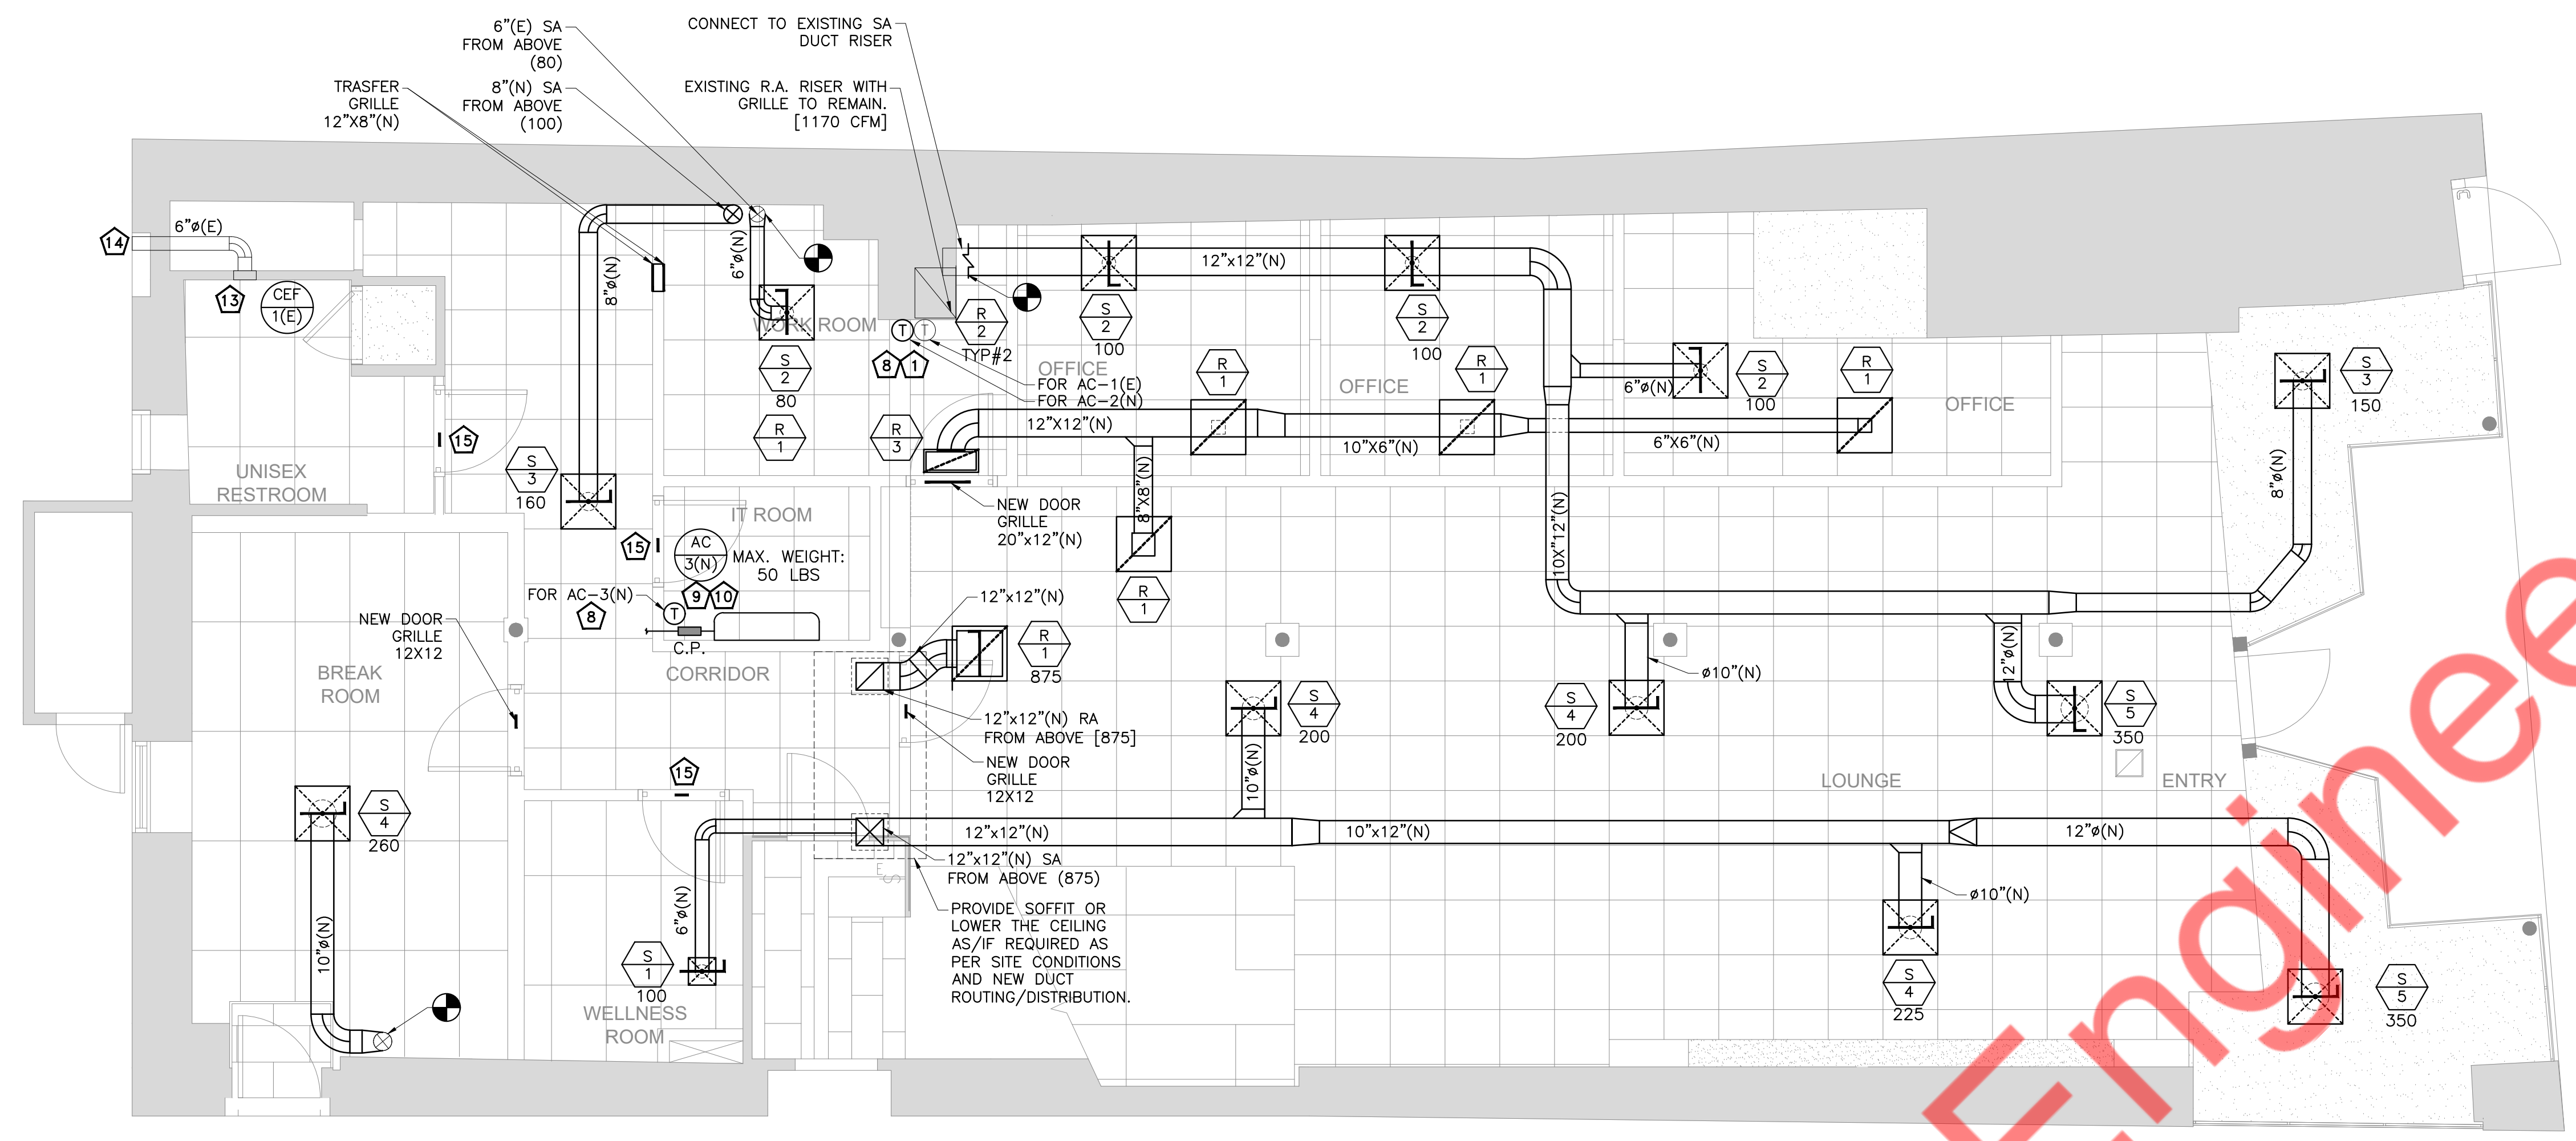 6"(E) SA
FROM ABOVE
(80)
CONNECT TO EXISTING SA
DUCT RISER
TRASFER
GRILLE
12"X8"(N)
8"(N) SA
FROM ABOVE
(100)
EXISTING R.A. RISER WITH
GRILLE TO REMAIN.
[1170 CFM]
14
6"ø(E)
13
CEF
1(E)
8"ø(N)
6"ø(N)
WORK ROOM
S
2
80
R
1
T
T
8
1
R
2
TYP#2
FOR AC-1(E)
FOR AC-2(N)
R
3
OFFICE
S
2
100
12"x12"(N)
S
2
100
R
1
OFFICE
R
1
6"ø(N)
S
2
100
R
1
OFFICE
S
3
150
12"X12"(N)
10"X6"(N)
6"X6"(N)
8"ø(N)
15
UNISEX
RESTROOM
S
3
160
8"X8"(N)
10X"12"(N)
NEW DOOR
GRILLE
20"x12"(N)
IT ROOM
15
AC
3(N)
MAX. WEIGHT:
50 LBS
FOR AC-3(N)
8
T
9
10
C.P.
R
1
NEW DOOR
GRILLE
12X12
BREAK
ROOM
CORRIDOR
12"x12"(N)
R
1
875
12"x12"(N) RA
FROM ABOVE [875]
NEW DOOR
GRILLE
12X12
S
4
200
10"ø(N)
ø10"(N)
S
4
200
12"ø(N)
S
5
350
LOUNGE
ENTRY
15
S
4
260
10"ø(N)
12"x12"(N)
10"x12"(N)
12"ø(N)
12"x12"(N) SA
FROM ABOVE (875)
PROVIDE SOFFIT OR
LOWER THE CEILING
AS/IF REQUIRED AS
PER SITE CONDITIONS
AND NEW DUCT
ROUTING/DISTRIBUTION.
6"ø(N)
S
1
100
WELLNESS
ROOM
ø10"(N)
S
4
225
S
5
350
Enginee